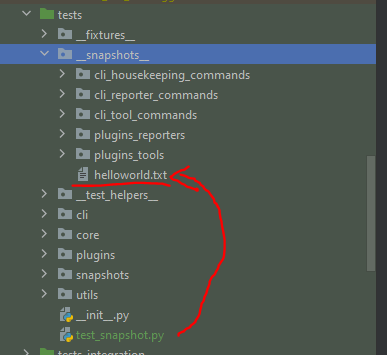 tests
__fixtures__
__snapshots__
cli_housekeeping_commands
cli_reporter_commands
cli_tool_commands
plugins_reporters
plugins_tools
helloworld.txt
__test_helpers__
cli
core
plugins
snapshots
utils
__init__.py
test_snapshot.py
tests_integration